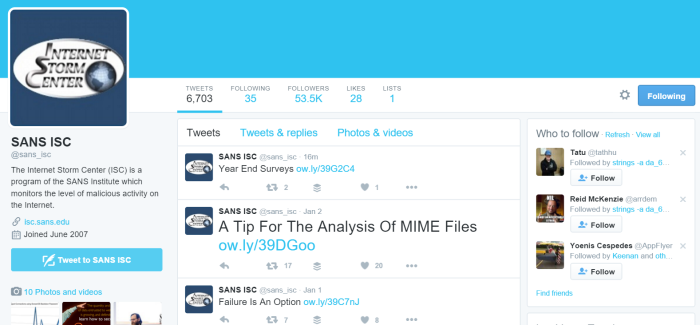 INTERNET
STORM
CENTER
TWEETS
6,703
FOLLOWING
35
FOLLOWERS
53.5K
LIKES
28
LISTS
1
Following
SANS ISC
@sans_isc
The Internet Storm Center (ISC) is a
program of the SANS Institute which
monitors the level of malicious activity on
the Internet.
isc.sans.edu
Joined June 2007
Tweet to SANS ISC
10 Photos and videos
Tweets Tweets & replies Photos & videos
SANS ISC @sans_isc · 16m
Year End Surveys ow.ly/39G2C4
2 1
SANS ISC @sans_isc · Jan 2
A Tip For The Analysis Of MIME Files
ow.ly/39DGoo
17 20
SANS ISC @sans_isc · Jan 1
Failure Is An Option ow.ly/39C7nJ
7 8
Who to follow · Refresh · View all
Tatu @tathhu
Followed by strings -a da_6...
Follow
Reid McKenzie @arrdem
Followed by strings -a da_6...
Follow
Yoenis Cespedes @AppFlyer
Followed by Keenan and oth...
Follow
Find friends